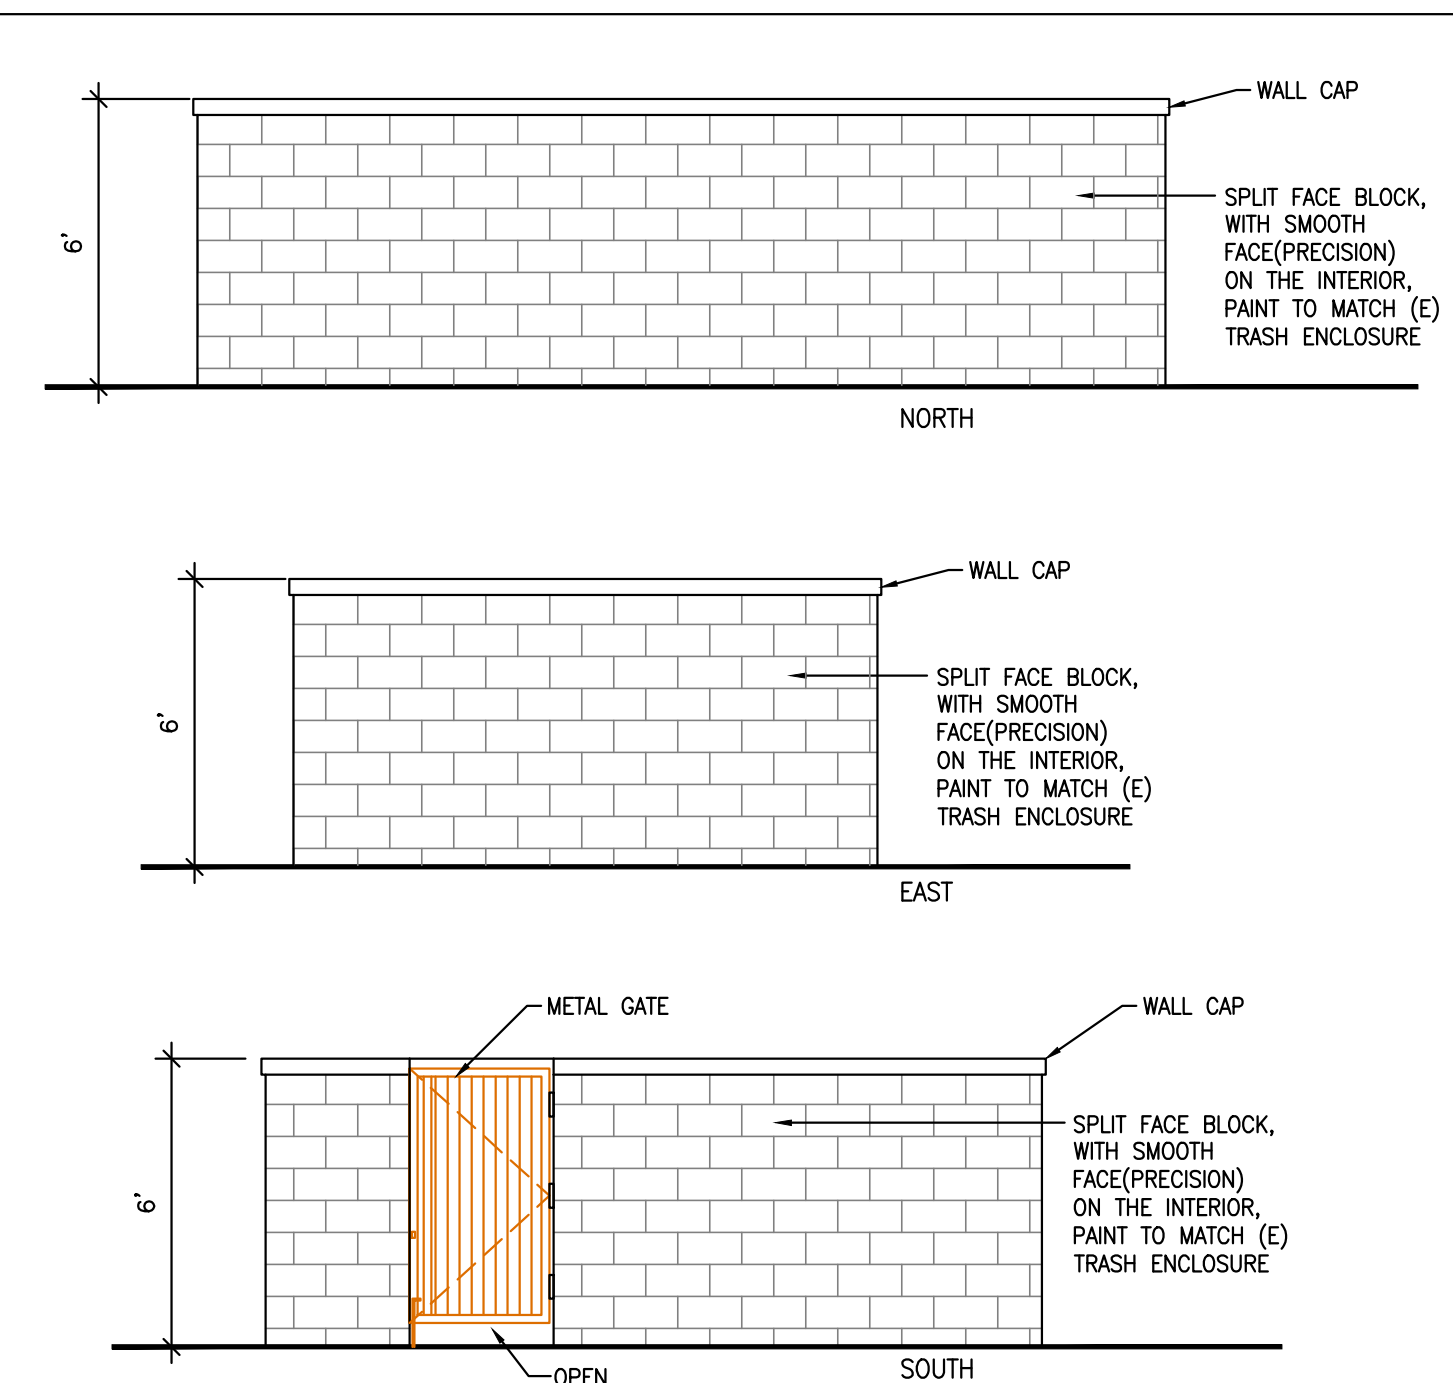 WALL CAP
SPLIT FACE BLOCK,
WITH SMOOTH
FACE(PRECISION)
ON THE INTERIOR,
PAINT TO MATCH (E)
TRASH ENCLOSURE
6'
NORTH
WALL CAP
SPLIT FACE BLOCK,
WITH SMOOTH
FACE(PRECISION)
ON THE INTERIOR,
PAINT TO MATCH (E)
TRASH ENCLOSURE
6'
EAST
METAL GATE
WALL CAP
SPLIT FACE BLOCK,
WITH SMOOTH
FACE(PRECISION)
ON THE INTERIOR,
PAINT TO MATCH (E)
TRASH ENCLOSURE
6'
SOUTH
OPEN